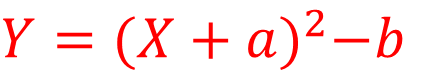 Y = (X + a)²−b